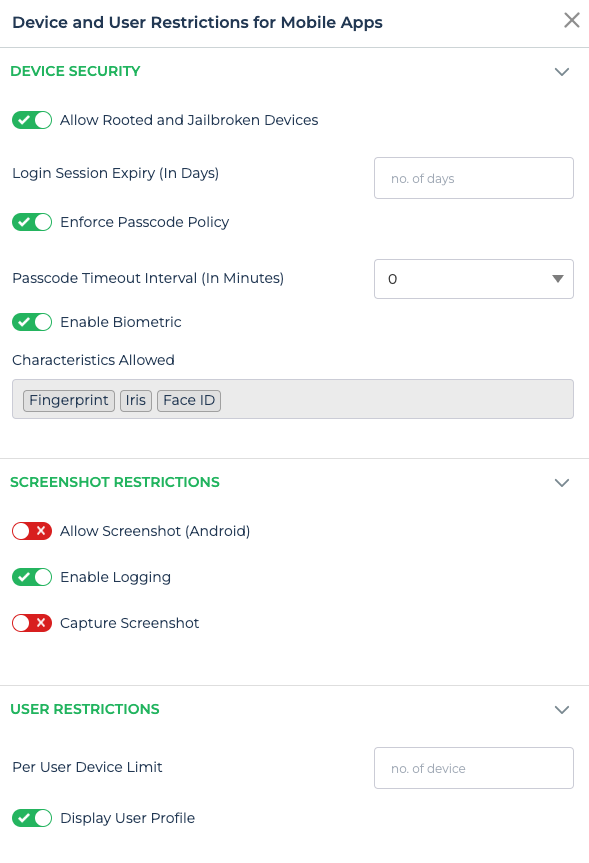 Device and User Restrictions for Mobile Apps
DEVICE SECURITY
Allow Rooted and Jailbroken Devices
Login Session Expiry (In Days)
no. of days
Enforce Passcode Policy
Passcode Timeout Interval (In Minutes)
0
Enable Biometric
Characteristics Allowed
Fingerprint Iris Face ID
SCREENSHOT RESTRICTIONS
Allow Screenshot (Android)
Enable Logging
Capture Screenshot
USER RESTRICTIONS
Per User Device Limit
no. of device
Display User Profile